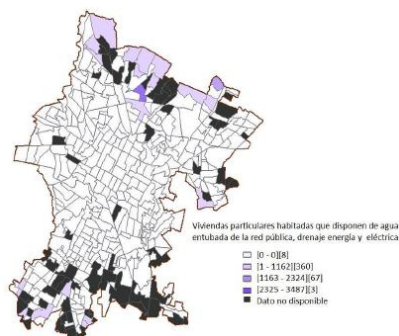 Viviendas particulares habitadas que disponen de agua
entubada de la red pública, drenaje energía y eléctrica
[0 - 0][8]
[1 - 1162][360]
[1163 - 2324][67]
[2325 - 3487][3]
Dato no disponible